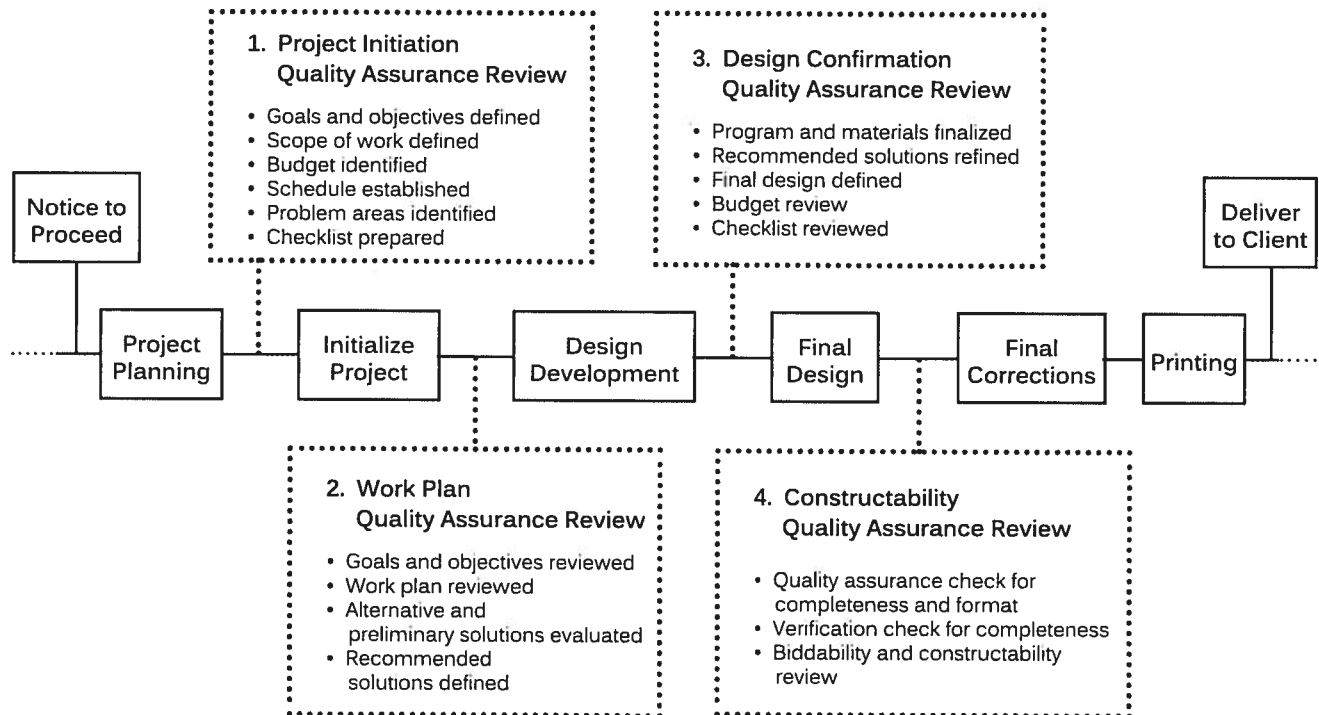 1. Project Initiation
Quality Assurance Review
• Goals and objectives defined
• Scope of work defined
• Budget identified
• Schedule established
• Problem areas identified
• Checklist prepared
3. Design Confirmation
Quality Assurance Review
• Program and materials finalized
• Recommended solutions refined
• Final design defined
• Budget review
• Checklist reviewed
Notice to
Proceed
Deliver
to Client
Project
Planning
Initialize
Project
Design
Development
Final
Design
Final
Corrections
Printing
2. Work Plan
Quality Assurance Review
• Goals and objectives reviewed
• Work plan reviewed
• Alternative and
preliminary solutions evaluated
• Recommended
solutions defined
4. Constructability
Quality Assurance Review
• Quality assurance check for
completeness and format
• Verification check for completeness
• Biddability and constructability
review